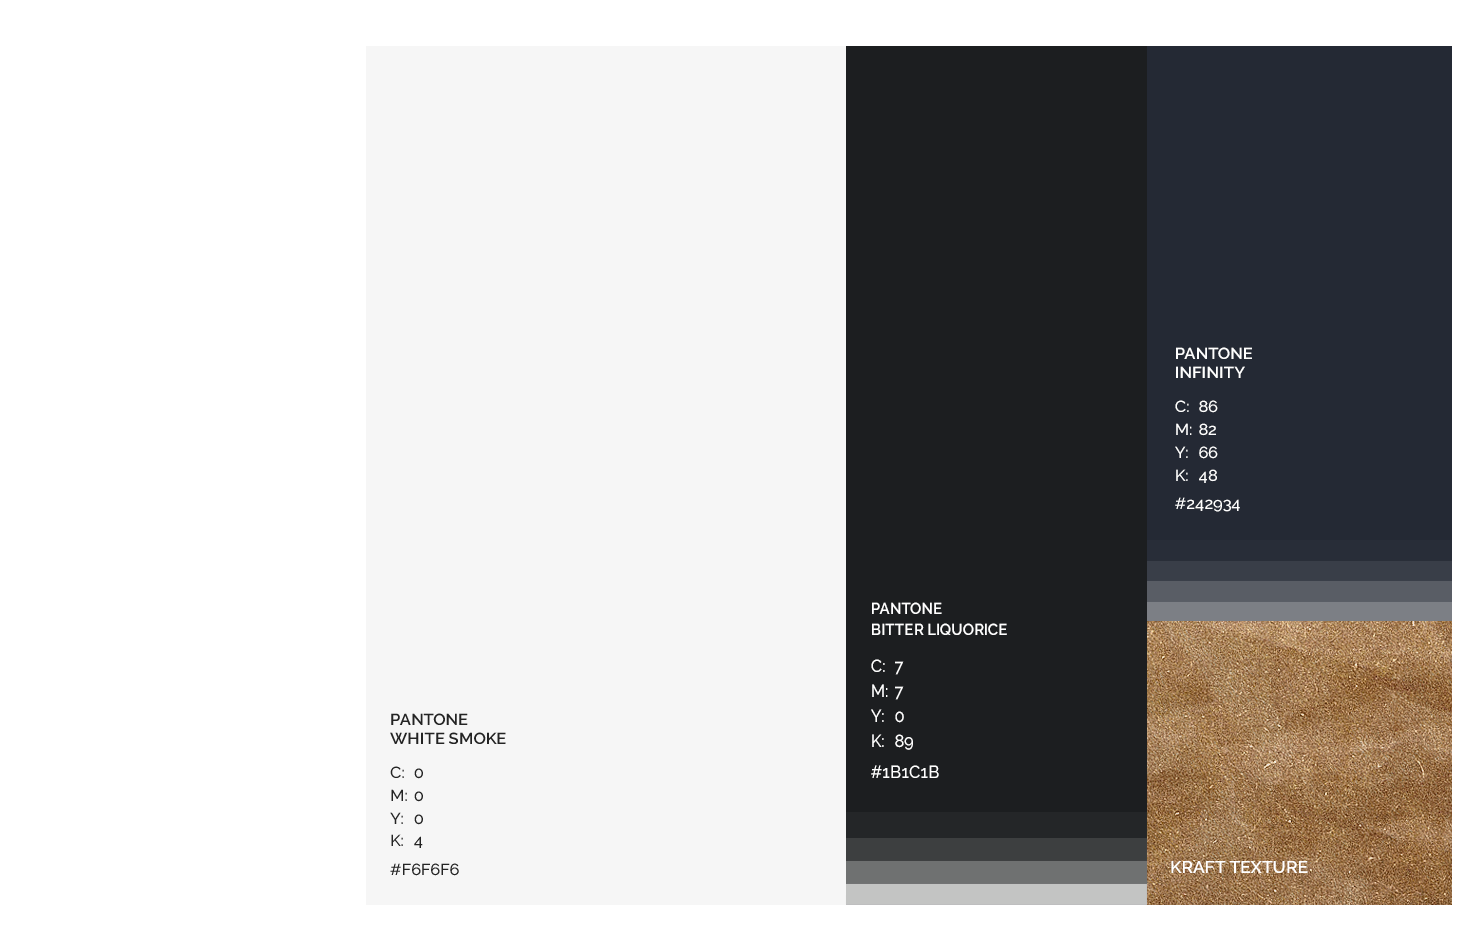 PANTONE
WHITE SMOKE
C: 0
M: 0
Y: 0
K: 4
#F6F6F6
PANTONE
BITTER LIQUORICE
C: 7
M: 7
Y: 0
K: 89
#1B1C1B
PANTONE
INFINITY
C: 86
M: 82
Y: 66
K: 48
#242934
KRAFT TEXTURE